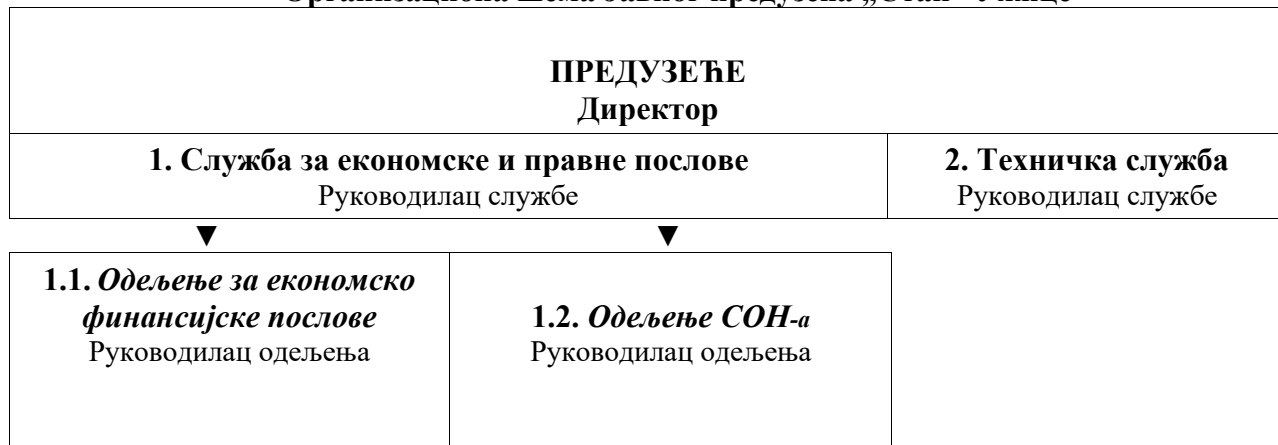 ПРЕДУЗЕЋЕ
Директор
1. Служба за економске и правне послове
Руководилац службе
2. Техничка служба
Руководилац службе
▼ ▼
1.1. Одељење за економско
финансијске послове
Руководилац одељења
1.2. Одељење СОН-а
Руководилац одељења